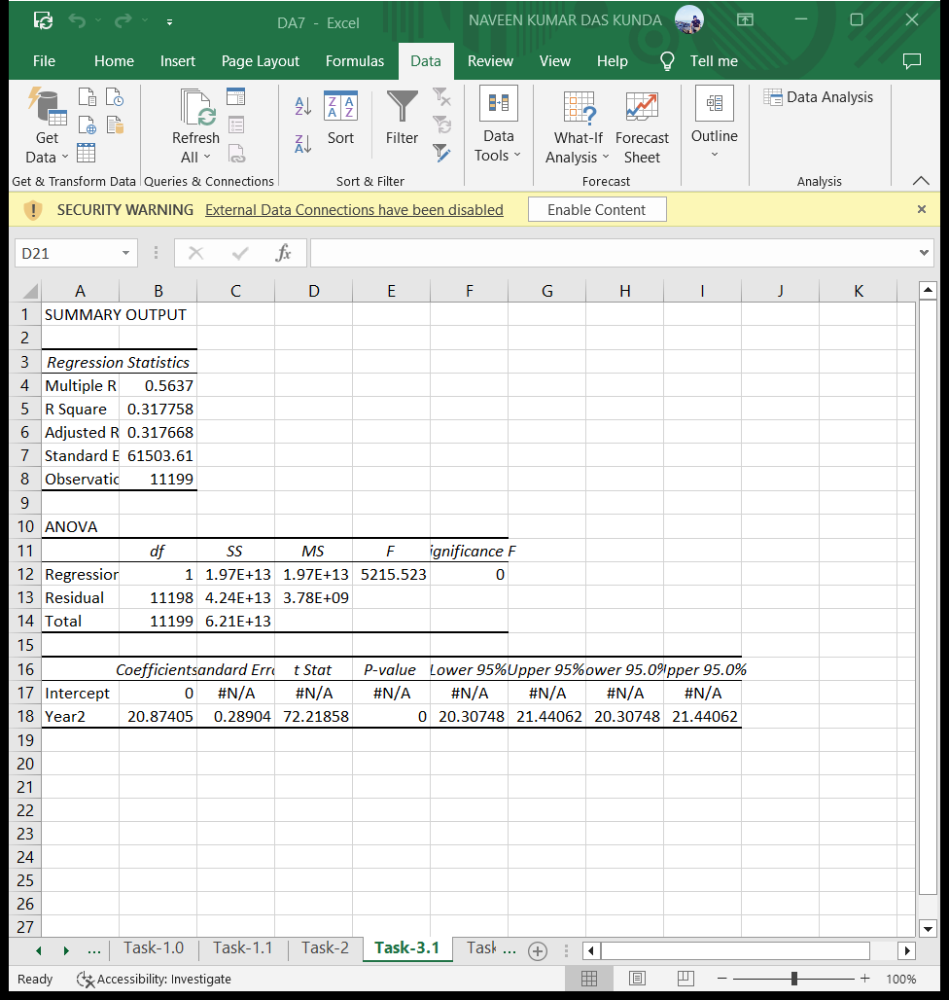 DA7 - Excel NAVEEN KUMAR DAS KUNDA
File Home Insert Page Layout Formulas Data Review View Help Tell me
Get Data
Refresh All
Sort
Filter
Data Tools
What-If Analysis
Forecast Sheet
Outline
Data Analysis
Get & Transform Data Queries & Connections Sort & Filter Forecast Analysis
SECURITY WARNING External Data Connections have been disabled Enable Content
D21 fx
A B C D E F G H I J K
1 SUMMARY OUTPUT
2
3 Regression Statistics
4 Multiple R 0.5637
5 R Square 0.317758
6 Adjusted R 0.317668
7 Standard E 61503.61
8 Observatic 11199
9
10 ANOVA
11 df SS MS F ignificance F
12 Regression 1 1.97E+13 1.97E+13 5215.523 0
13 Residual 11198 4.24E+13 3.78E+09
14 Total 11199 6.21E+13
15
16 Coefficients andard Erro t Stat P-value Lower 95% Upper 95% ower 95.0% pper 95.0%
17 Intercept 0 #N/A #N/A #N/A #N/A #N/A #N/A #N/A
18 Year2 20.87405 0.28904 72.21858 0 20.30748 21.44062 20.30748 21.44062
19
20
21
22
23
24
25
26
27
... Task-1.0 Task-1.1 Task-2 Task-3.1 Task ...
Ready Accessibility: Investigate 100%